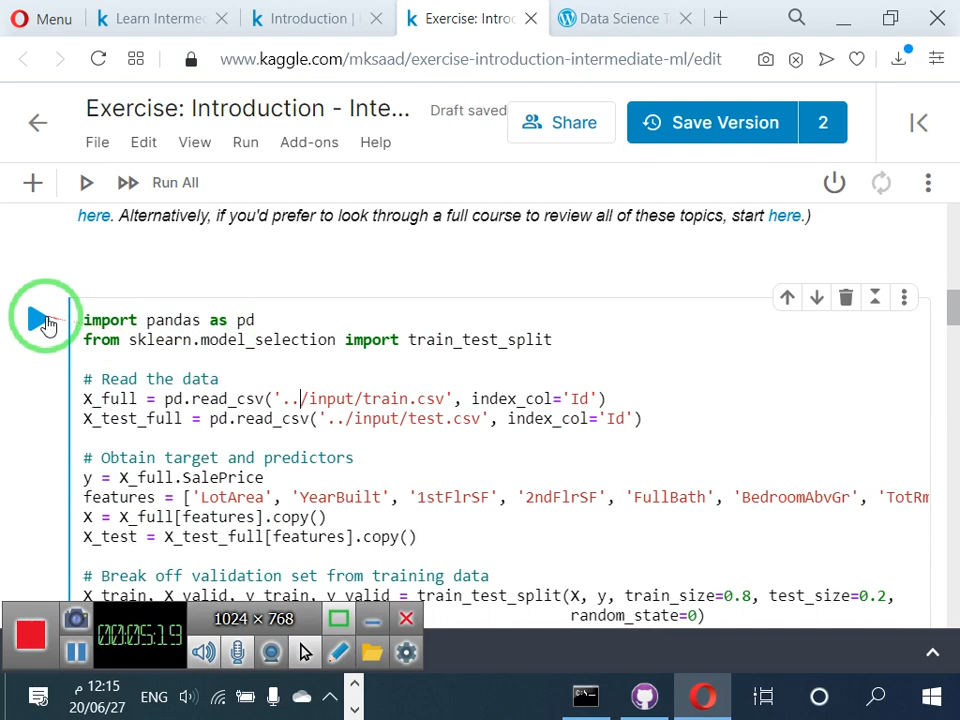 Menu
Learn Interme
Introduction |
Exercise: Intro
Data Science T
www.kaggle.com/mksaad/exercise-introduction-intermediate-ml/edit
Exercise: Introduction - Inte...
Draft saved
Share
Save Version
2
File Edit View Run Add-ons Help
Run All
here. Alternatively, if you'd prefer to look through a full course to review all of these topics, start here.)
import pandas as pd
from sklearn.model_selection import train_test_split
# Read the data
X_full = pd.read_csv('../input/train.csv', index_col='Id')
X_test_full = pd.read_csv('../input/test.csv', index_col='Id')
# Obtain target and predictors
y = X_full.SalePrice
features = ['LotArea', 'YearBuilt', '1stFlrSF', '2ndFlrSF', 'FullBath', 'BedroomAbvGr', 'TotRm
X = X_full[features].copy()
X_test = X_test_full[features].copy()
# Break off validation set from training data
X_train, X_valid, y_train, y_valid = train_test_split(X, y, train_size=0.8, test_size=0.2,
random_state=0)
1024 × 768
00:05:19
12:15 م
ENG
20/06/27